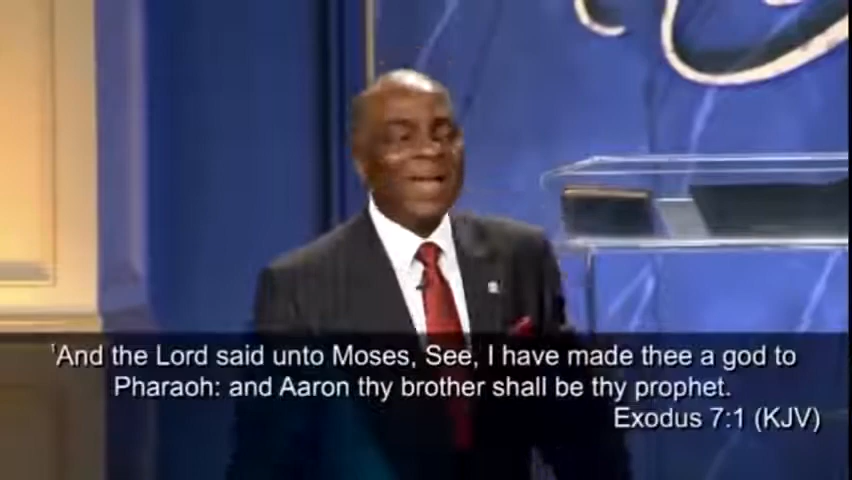 ¹And the Lord said unto Moses, See, I have made thee a god to
Pharaoh: and Aaron thy brother shall be thy prophet.
Exodus 7:1 (KJV)